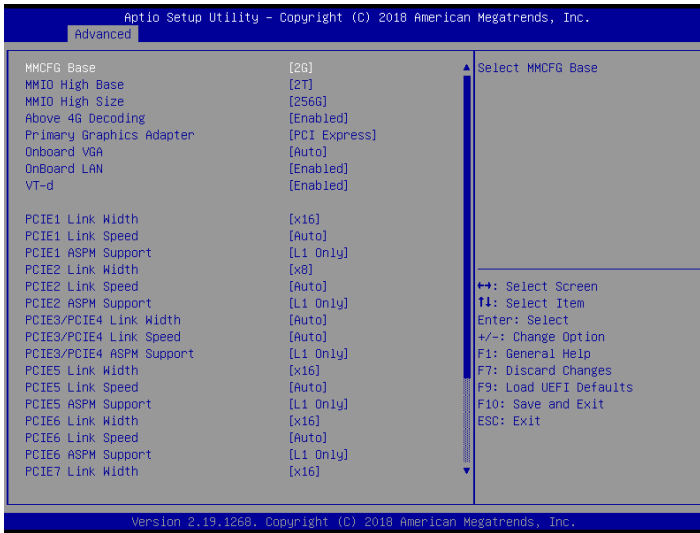 Aptio Setup Utility – Copyright (C) 2018 American Megatrends, Inc.
Advanced
MMCFG Base [2G]
MMIO High Base [2T]
MMIO High Size [256G]
Above 4G Decoding [Enabled]
Primary Graphics Adapter [PCI Express]
Onboard VGA [Auto]
OnBoard LAN [Enabled]
VT-d [Enabled]
PCIE1 Link Width [x16]
PCIE1 Link Speed [Auto]
PCIE1 ASPM Support [L1 Only]
PCIE2 Link Width [x8]
PCIE2 Link Speed [Auto]
PCIE2 ASPM Support [L1 Only]
PCIE3/PCIE4 Link Width [Auto]
PCIE3/PCIE4 Link Speed [Auto]
PCIE3/PCIE4 ASPM Support [L1 Only]
PCIE5 Link Width [x16]
PCIE5 Link Speed [Auto]
PCIE5 ASPM Support [L1 Only]
PCIE6 Link Width [x16]
PCIE6 Link Speed [Auto]
PCIE6 ASPM Support [L1 Only]
PCIE7 Link Width [x16]
Select MMCFG Base
↔: Select Screen
↑↓: Select Item
Enter: Select
+/-: Change Option
F1: General Help
F7: Discard Changes
F9: Load UEFI Defaults
F10: Save and Exit
ESC: Exit
Version 2.19.1268. Copyright (C) 2018 American Megatrends, Inc.